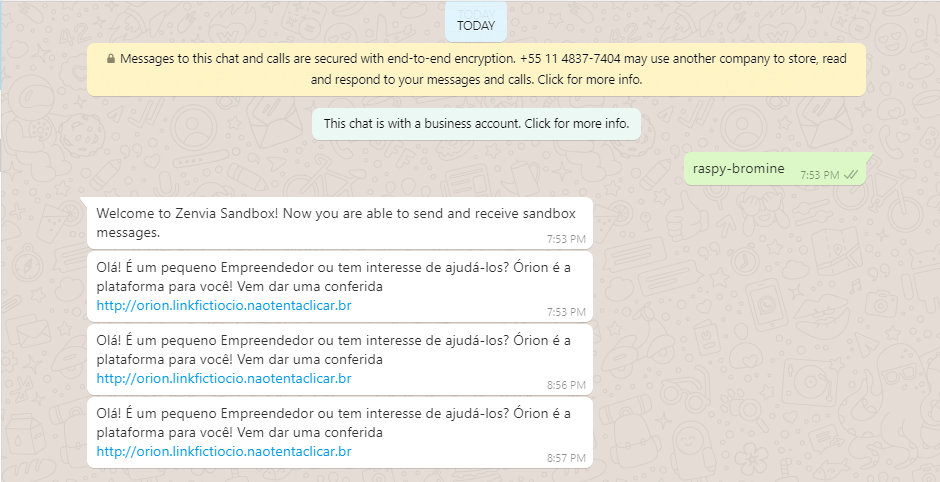 TODAY
Messages to this chat and calls are secured with end-to-end encryption. +55 11 4837-7404 may use another company to store, read
and respond to your messages and calls. Click for more info.
This chat is with a business account. Click for more info.
raspy-bromine
7:53 PM
Welcome to Zenvia Sandbox! Now you are able to send and receive sandbox
messages.
7:53 PM
Olá! É um pequeno Empreendedor ou tem interesse de ajudá-los? Órion é a
plataforma para você! Vem dar uma conferida
http://orion.linkfictiocio.naotentaclicar.br
7:53 PM
Olá! É um pequeno Empreendedor ou tem interesse de ajudá-los? Órion é a
plataforma para você! Vem dar uma conferida
http://orion.linkfictiocio.naotentaclicar.br
8:56 PM
Olá! É um pequeno Empreendedor ou tem interesse de ajudá-los? Órion é a
plataforma para você! Vem dar uma conferida
http://orion.linkfictiocio.naotentaclicar.br
8:57 PM